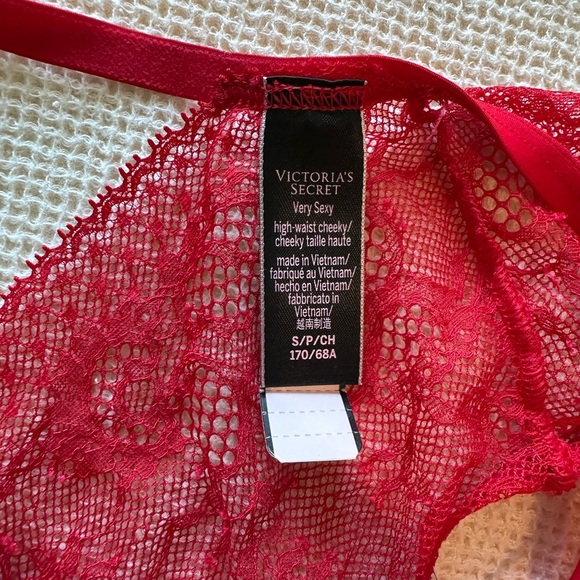 VICTORIA'S
SECRET
Very Sexy
high-waist cheeky/
cheeky taille haute
made in Vietnam/
fabriqué au Vietnam/
hecho en Vietnam/
fabbricato in
Vietnam/
越南制造
S/P/CH
170/68A